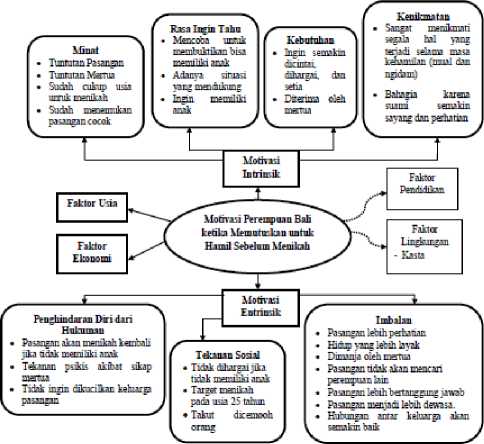 Minat
• Tuntutan Pasangan
• Tuntutan Mertua
• Sudah cukup usia
untuk menikah
• Sudah menemukan
pasangan cocok
Rasa Ingin Tahu
• Mencoba untuk
membuktikan bisa
memiliki anak
• Adanya situasi
yang mendukung
• Ingin memiliki
anak
Kebutuhan
• Ingin semakin
dicintai,
dihargai, dan
setia
• Diterima oleh
mertua
Kenikmatan
• Sangat menikmati
segala hal yang
terjadi selama masa
kehamilan (mual dan
ngidam)
• Bahagia karena
suami semakin
sayang dan perhatian
Motivasi
Intrinsik
Faktor Usia
Faktor
Ekonomi
Motivasi Perempuan Bali
ketika Memutuskan untuk
Hamil Sebelum Menikah
Faktor
Pendidikan
Faktor
Lingkungan
- Kasta
Motivasi
Entrinsik
Penghindaran Diri dari
Hukuman
• Pasangan akan menikah kembali
jika tidak memiliki anak
• Tekanan psikis akibat sikap
mertua
• Tidak ingin dikucilkan keluarga
pasangan
Tekanan Sosial
• Tidak dihargai jika
tidak memiliki anak
• Target menikah
pada usia 25 tahun
• Takut dicemooh
orang
Imbalan
• Pasangan lebih perhatian
• Hidup yang lebih layak
• Dimanja oleh mertua
• Pasangan tidak akan mencari
perempuan lain
• Pasangan lebih bertanggung jawab
• Pasangan menjadi lebih dewasa.
• Hubungan antar keluarga akan
semakin baik